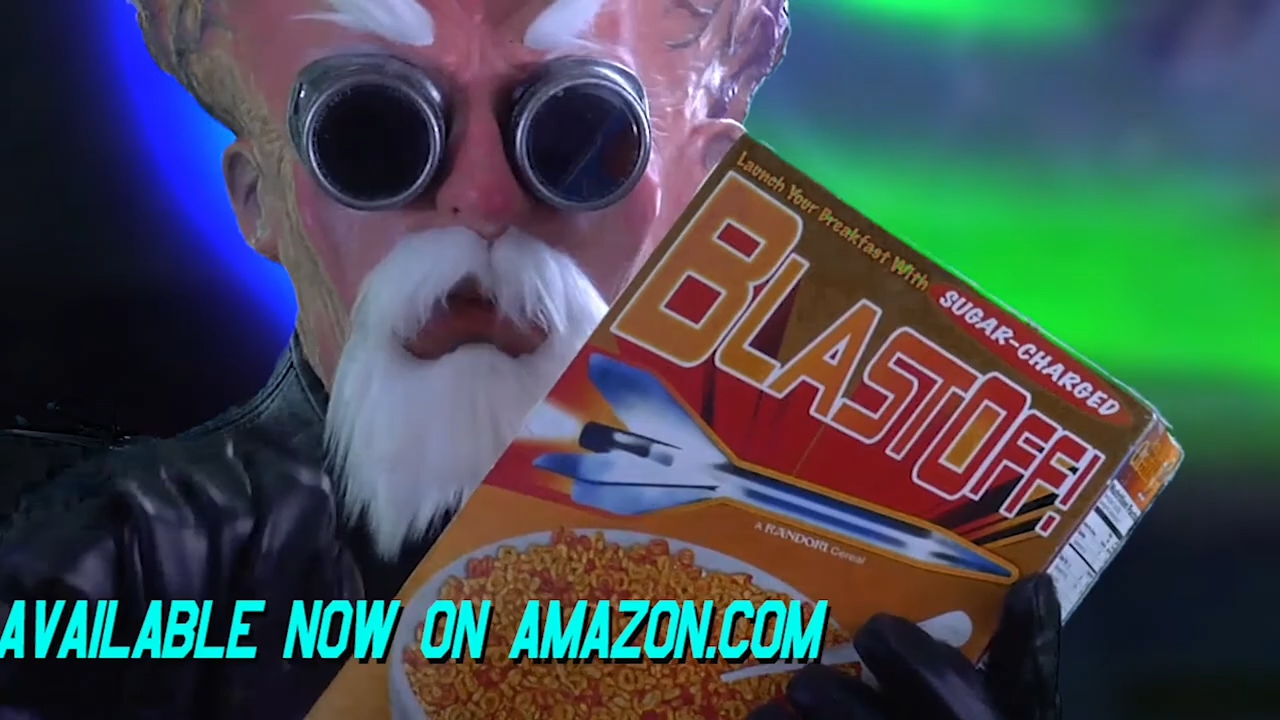 Launch Your Breakfast With
SUGAR-CHARGED
BLASTOFF!
A RANDORI Cereal
AVAILABLE NOW ON AMAZON.COM